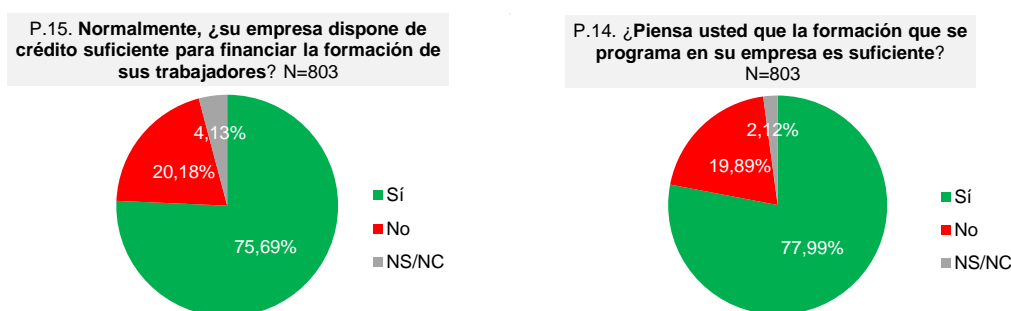 P.15. Normalmente, ¿su empresa dispone de
crédito suficiente para financiar la formación de
sus trabajadores? N=803
4,13%
20,18%
75,69%
Sí
No
NS/NC
P.14. ¿Piensa usted que la formación que se
programa en su empresa es suficiente?
N=803
2,12%
19,89%
77,99%
Sí
No
NS/NC